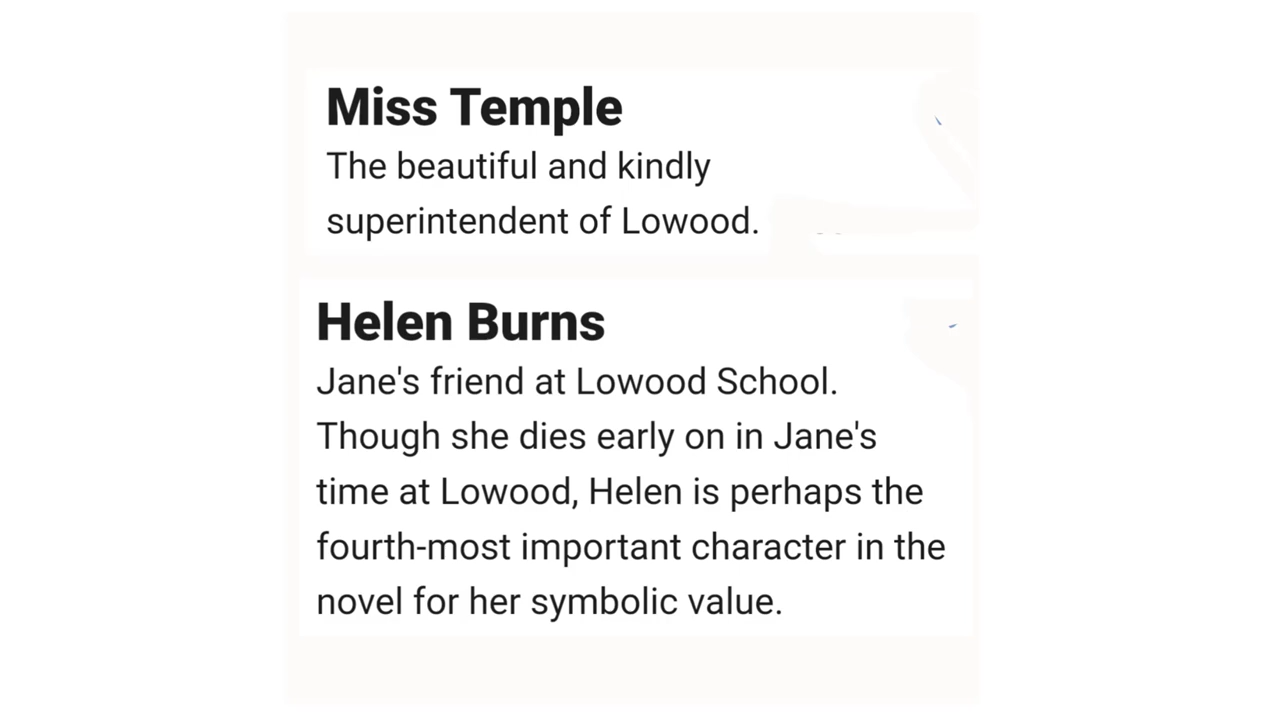 Miss Temple
The beautiful and kindly
superintendent of Lowood.
Helen Burns
Jane's friend at Lowood School.
Though she dies early on in Jane's
time at Lowood, Helen is perhaps the
fourth-most important character in the
novel for her symbolic value.